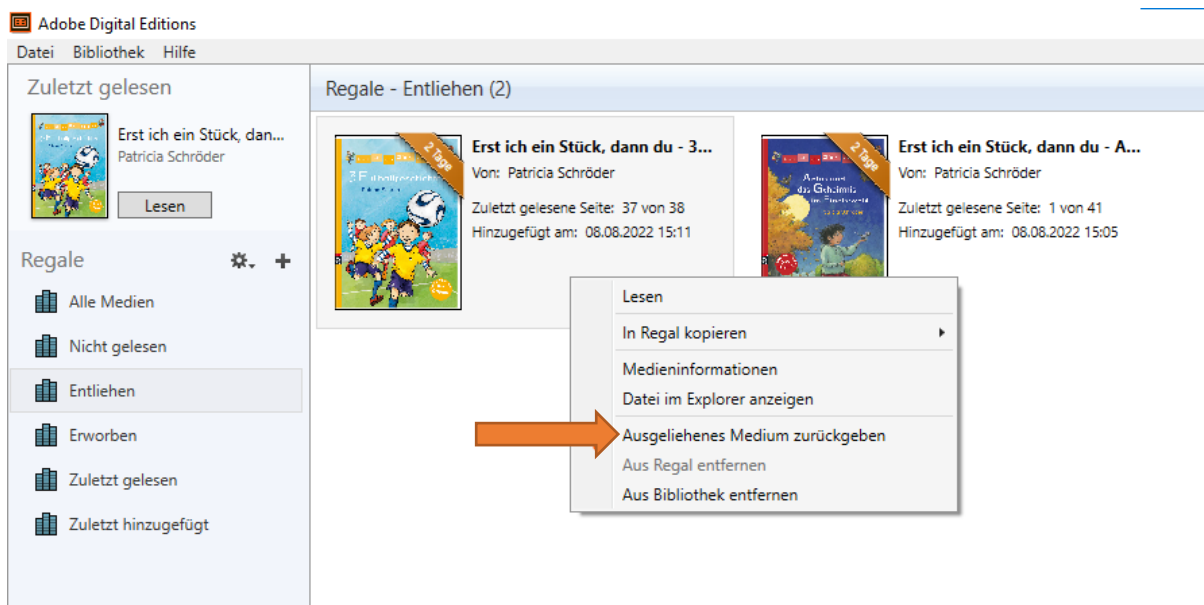 Adobe Digital Editions
Datei Bibliothek Hilfe
Zuletzt gelesen
Erst ich ein Stück, dan...
Patricia Schröder
Lesen
Regale
Alle Medien
Nicht gelesen
Entliehen
Erworben
Zuletzt gelesen
Zuletzt hinzugefügt
Regale - Entliehen (2)
2 Tage
Erst ich ein Stück, dann du - 3...
Von: Patricia Schröder
Zuletzt gelesene Seite: 37 von 38
Hinzugefügt am: 08.08.2022 15:11
2 Tage
Erst ich ein Stück, dann du - A...
Von: Patricia Schröder
Zuletzt gelesene Seite: 1 von 41
Hinzugefügt am: 08.08.2022 15:05
das Geheimnis
Lesen
In Regal kopieren
Medieninformationen
Datei im Explorer anzeigen
Ausgeliehenes Medium zurückgeben
Aus Regal entfernen
Aus Bibliothek entfernen